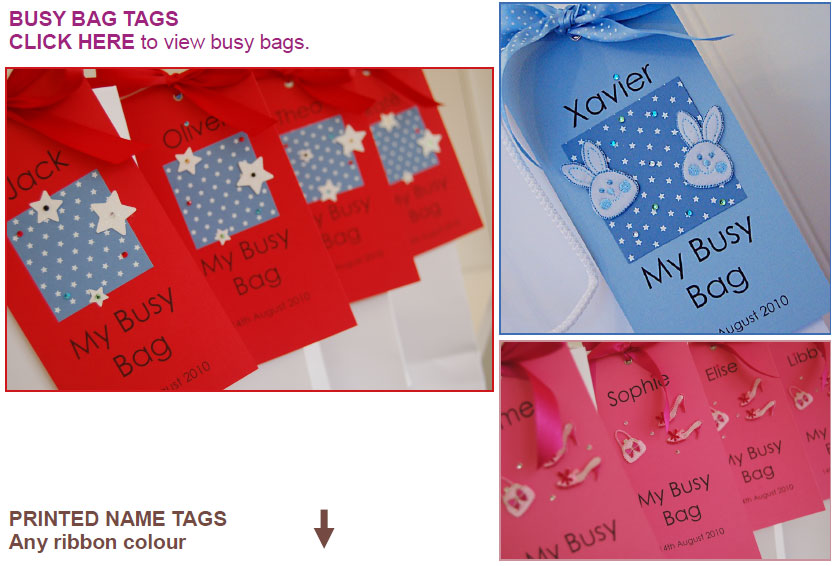 BUSY BAG TAGS
CLICK HERE to view busy bags.
Jack
My Busy
Bag
August 2010
Oliver
My Busy
Bag
14th August 2010
Theo
My Busy
Bag
My Busy
Bag
Xavier
My Busy
Bag
August 2010
My Busy
Sophie
My Busy
Bag
14th August 2010
Elise
My Busy
Bag
14th August 2010
Libby
PRINTED NAME TAGS
Any ribbon colour